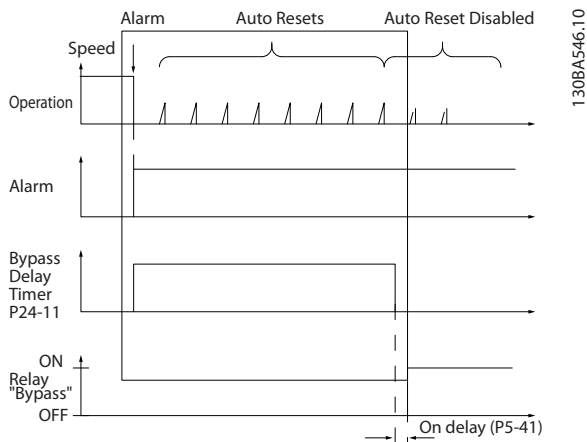 Alarm
Auto Resets
Auto Reset Disabled
Speed
Operation
Alarm
Bypass
Delay
Timer
P24-11
ON
Relay
"Bypass"
OFF
On delay (P5-41)
130BA546.10